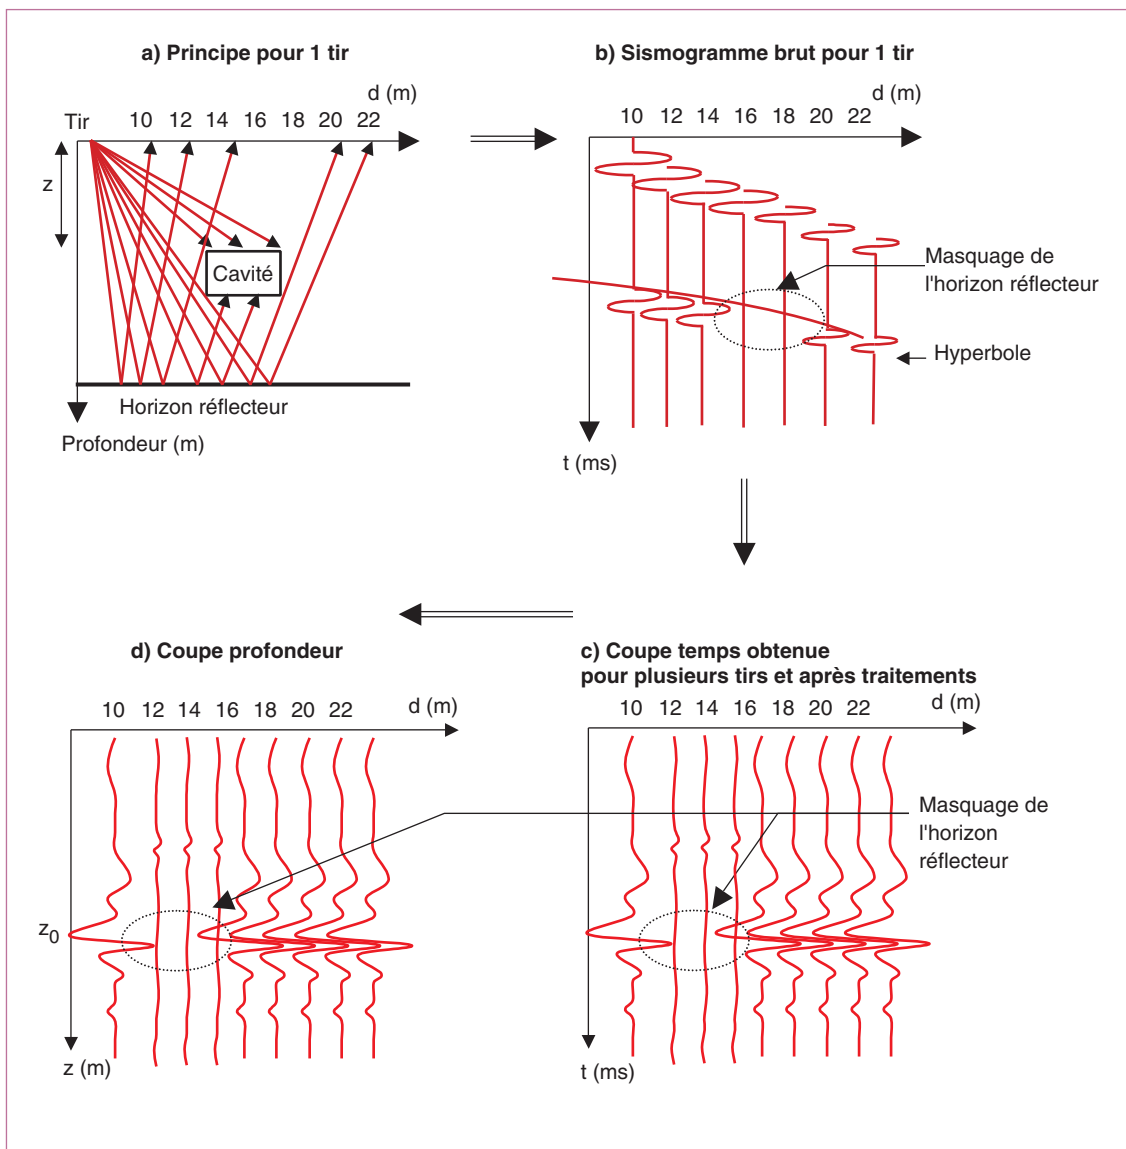 a) Principe pour 1 tir
d (m)
Tir
10 12 14 16 18 20 22
z
Cavité
Horizon réflecteur
Profondeur (m)
b) Sismogramme brut pour 1 tir
d (m)
10 12 14 16 18 20 22
Masquage de
l'horizon réflecteur
Hyperbole
t (ms)
d) Coupe profondeur
10 12 14 16 18 20 22 d (m)
z0
z (m)
c) Coupe temps obtenue
pour plusieurs tirs et après traitements
10 12 14 16 18 20 22 d (m)
Masquage de
l'horizon
réflecteur
t (ms)